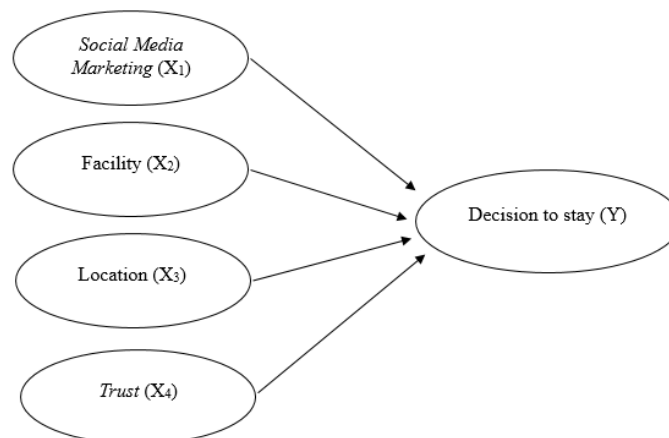 Social Media
Marketing (X₁)
Facility (X₂)
Decision to stay (Y)
Location (X₃)
Trust (X₄)